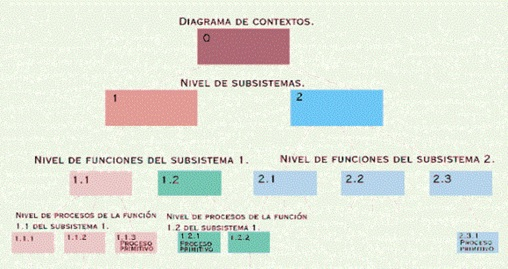 DIAGRAMA DE CONTEXTOS.
0
NIVEL DE SUBSISTEMAS.
1
2
NIVEL DE FUNCIONES DEL SUBSISTEMA 1.
NIVEL DE FUNCIONES DEL SUBSISTEMA 2.
1.1
1.2
2.1
2.2
2.3
NIVEL DE PROCESOS DE LA FUNCIÓN
1.1 DEL SUBSISTEMA 1.
NIVEL DE PROCESOS DE LA FUNCIÓN
1.2 DEL SUBSISTEMA 1.
1.1.1
1.1.2
1.1.3
PROCESO
PRIMITIVO
1.2.1
PROCESO
PRIMITIVO
1.2.2
2.3.1
PROCESO
PRIMITIVO